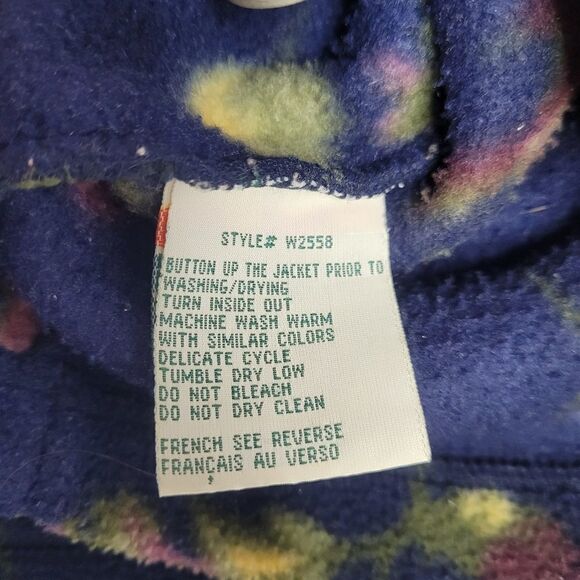 STYLE# W2558
BUTTON UP THE JACKET PRIOR TO
WASHING/DRYING
TURN INSIDE OUT
MACHINE WASH WARM
WITH SIMILAR COLORS
DELICATE CYCLE
TUMBLE DRY LOW
DO NOT BLEACH
DO NOT DRY CLEAN
FRENCH SEE REVERSE
FRANÇAIS AU VERSO